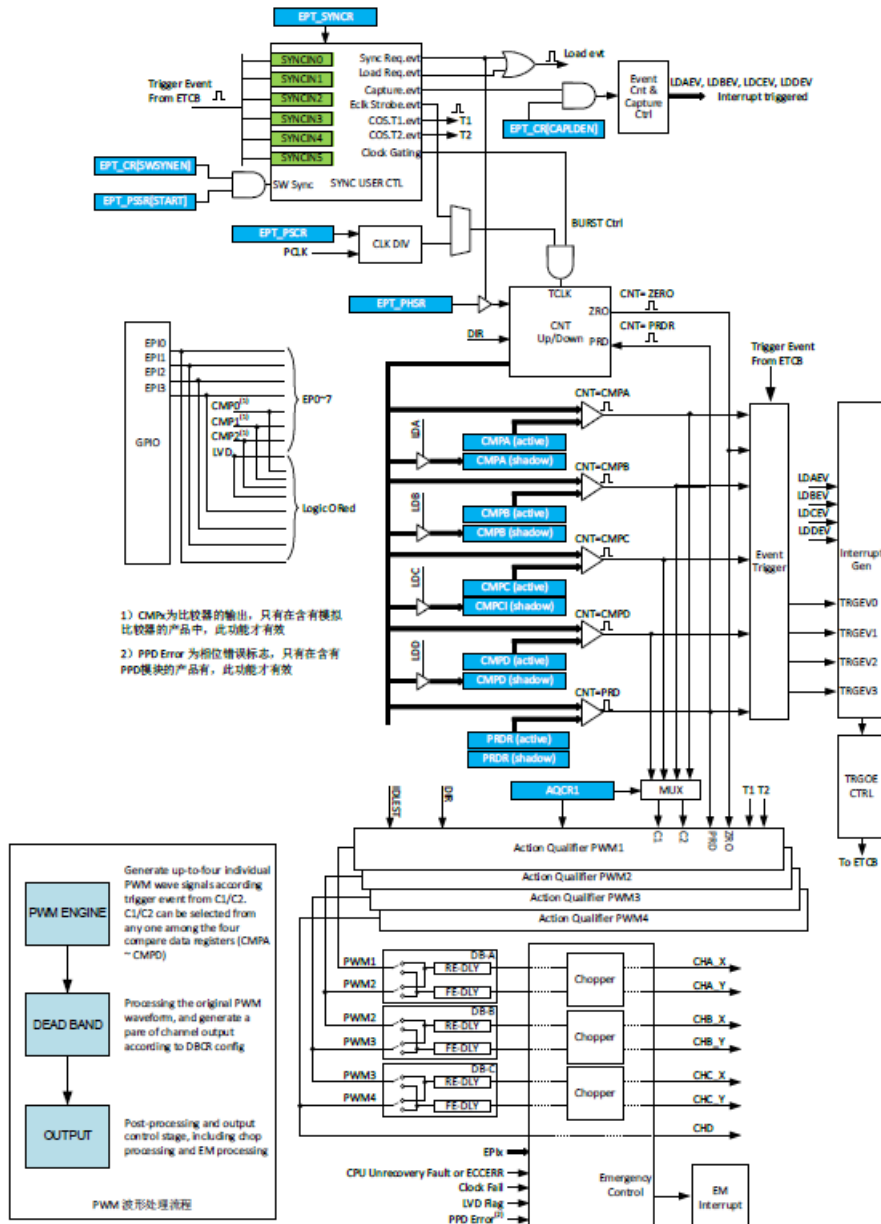 EPT_SYNCR
SYNCIN0
SYNCIN1
SYNCIN2
SYNCIN3
SYNCIN4
SYNCIN5
Trigger Event
From ETCB
Sync Req.evt
Load Req.evt
Capture.evt
Eclk Strobe.evt
COS.T1.evt
COS.T2.evt
Clock Gating
T1
T2
Load evt
EPT_CR[CAPLDEN]
Event
Cnt &
Capture
Ctrl
LDAEV, LDBEV, LDCEV, LDDEV
Interrupt triggered
EPT_CR[SWSYNEN]
EPT_PSSR[START]
SW Sync
SYNC USER CTL
EPT_PSCR
PCLK
CLK DIV
BURST Ctrl
EPT_PHSR
DIR
TCLK
ZRO
CNT
Up/Down
PRD
CNT= ZERO
CNT= PRDR
EPI0
EPI1
EPI2
EPI3
GPIO
CMP0(1)
CMP1(1)
CMP2(1)
LVD
EP0~7
Logic ORed
LDA
CMPA (active)
CMPA (shadow)
CNT=CMPA
LDB
CMPB (active)
CMPB (shadow)
CNT=CMPB
LDC
CMPC (active)
CMPCI (shadow)
CNT=CMPC
LDD
CMPD (active)
CMPD (shadow)
CNT=CMPD
PRDR (active)
PRDR (shadow)
CNT=PRD
Trigger Event
From ETCB
Event
Trigger
LDAEV
LDBEV
LDCEV
LDDEV
Interrupt
Gen
TRGEV0
TRGEV1
TRGEV2
TRGEV3
TRGOE
CTRL
To ETCB
1）CMPx为比较器的输出，只有在含有模拟
比较器的产品中，此功能才有效
2）PPD Error 为相位错误标志，只有在含有
PPD模块的产品有，此功能才有效
IDLEST
DIR
AQCR1
MUX
C1
C2
PRD
ZRO
T1 T2
Action Qualifier PWM1
Action Qualifier PWM2
Action Qualifier PWM3
Action Qualifier PWM4
PWM ENGINE
Generate up-to-four individual
PWM wave signals according
trigger event from C1/C2.
C1/C2 can be selected from
any one among the four
compare data registers (CMPA
~ CMPD)
DEAD BAND
Processing the original PWM
waveform, and generate a
pare of channel output
according to DBCR config
OUTPUT
Post-processing and output
control stage, including chop
processing and EM processing
PWM 波形处理流程
PWM1
PWM2
DB-A
RE-DLY
FE-DLY
Chopper
CHA_X
CHA_Y
PWM2
PWM3
DB-B
RE-DLY
FE-DLY
Chopper
CHB_X
CHB_Y
PWM3
PWM4
DB-C
RE-DLY
FE-DLY
Chopper
CHC_X
CHC_Y
CHD
EPIx
CPU Unrecovery Fault or ECCERR
Clock Fail
LVD Flag
PPD Error(2)
Emergency
Control
EM
Interrupt